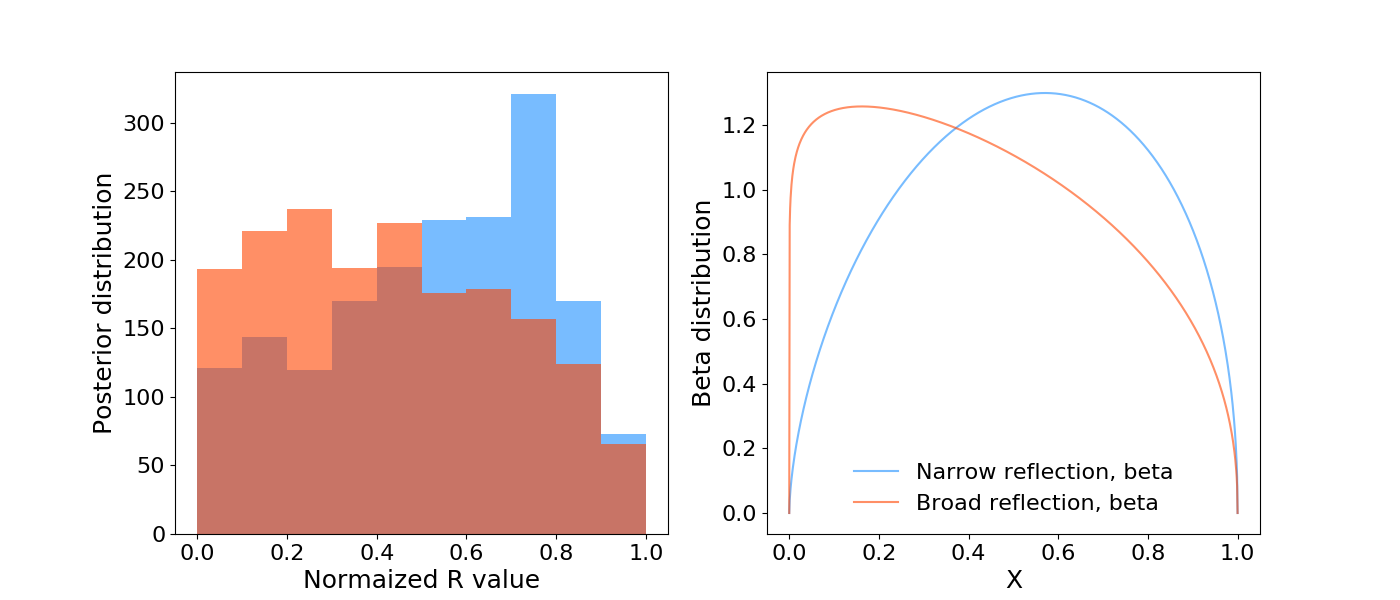 Posterior distribution
300
250
200
150
100
50
0
0.0 0.2 0.4 0.6 0.8 1.0
Normaized R value
Beta distribution
1.2
1.0
0.8
0.6
0.4
0.2
0.0
Narrow reflection, beta
Broad reflection, beta
0.0 0.2 0.4 0.6 0.8 1.0
X